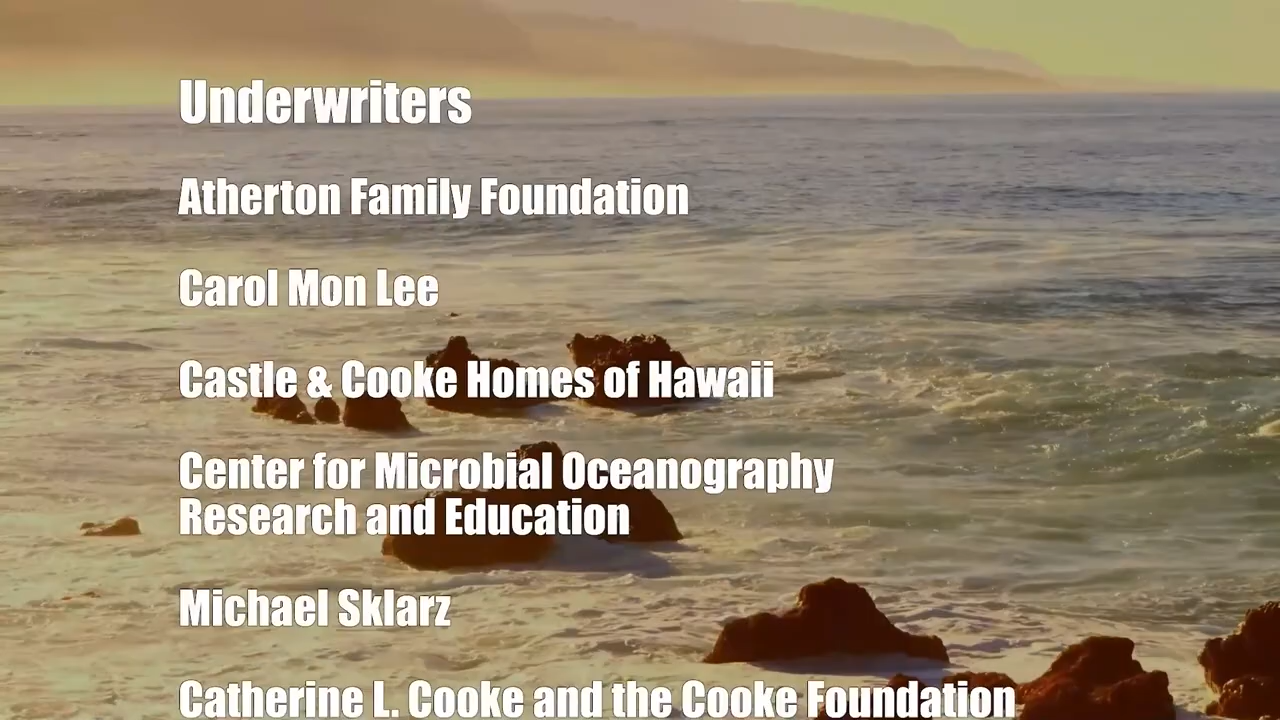 Underwriters
Atherton Family Foundation
Carol Mon Lee
Castle & Cooke Homes of Hawaii
Center for Microbial Oceanography
Research and Education
Michael Sklarz
Catherine L. Cooke and the Cooke Foundation